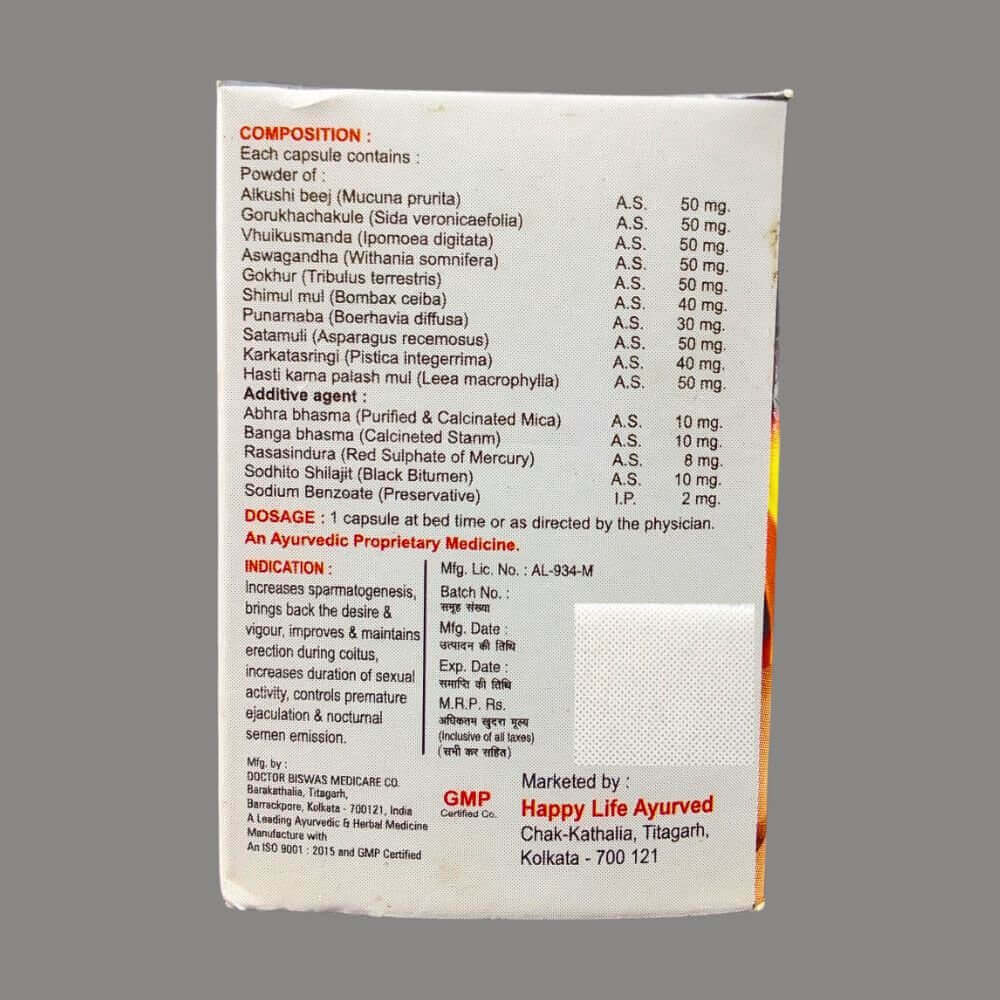 COMPOSITION :
Each capsule contains :
Powder of :
Alkushi beej (Mucuna prurita) A.S. 50 mg.
Gorukhachakule (Sida veronicaefolia) A.S. 50 mg.
Vhuikusmanda (Ipomoea digitata) A.S. 50 mg.
Aswagandha (Withania somnifera) A.S. 50 mg.
Gokhur (Tribulus terrestris) A.S. 50 mg.
Shimul mul (Bombax ceiba) A.S. 40 mg.
Punarnaba (Boerhavia diffusa) A.S. 30 mg.
Satamuli (Asparagus recemosus) A.S. 50 mg.
Karkatasringi (Pistica integerrima) A.S. 40 mg.
Hasti karna palash mul (Leea macrophylla) A.S. 50 mg.
Additive agent :
Abhra bhasma (Purified & Calcinated Mica) A.S. 10 mg.
Banga bhasma (Calcineted Stanm) A.S. 10 mg.
Rasasindura (Red Sulphate of Mercury) A.S. 8 mg.
Sodhito Shilajit (Black Bitumen) A.S. 10 mg.
Sodium Benzoate (Preservative) I.P. 2 mg.
DOSAGE : 1 capsule at bed time or as directed by the physician.
An Ayurvedic Proprietary Medicine.
INDICATION :
Increases sparmatogenesis,
brings back the desire &
vigour, improves & maintains
erection during coitus,
increases duration of sexual
activity, controls premature
ejaculation & nocturnal
semen emission.
Mfg. Lic. No. : AL-934-M
Batch No. :
समूह संख्या
Mfg. Date :
उत्पादन की तिथि
Exp. Date :
समाप्ति की तिथि
M.R.P. Rs.
अधिकतम खुदरा मूल्य
(Inclusive of all taxes)
(सभी कर सहित)
Mfg. by :
DOCTOR BISWAS MEDICARE CO.
Barakathalia, Titagarh,
Barrackpore, Kolkata - 700121, India
A Leading Ayurvedic & Herbal Medicine
Manufacture with
An ISO 9001 : 2015 and GMP Certified
GMP
Certified Co.
Marketed by :
Happy Life Ayurved
Chak-Kathalia, Titagarh,
Kolkata - 700 121